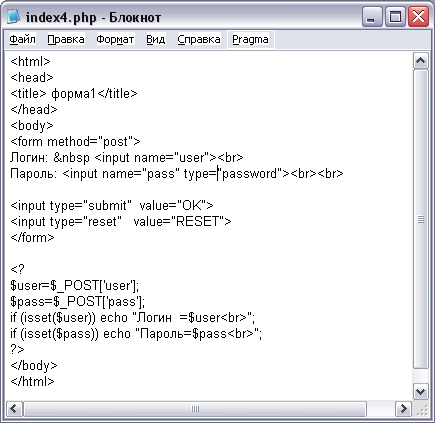 index4.php - Блокнот
Файл Правка Формат Вид Справка Pragma
<html>
<head>
<title> форма1</title>
</head>
<body>
<form method="post">
Логин: &nbsp <input name="user"><br>
Пароль: <input name="pass" type="password"><br><br>
<input type="submit"  value="OK">
<input type="reset"   value="RESET">
</form>
<?
$user=$_POST['user'];
$pass=$_POST['pass'];
if (isset($user)) echo "Логин  =$user<br>";
if (isset($pass)) echo "Пароль=$pass<br>";
?>
</body>
</html>